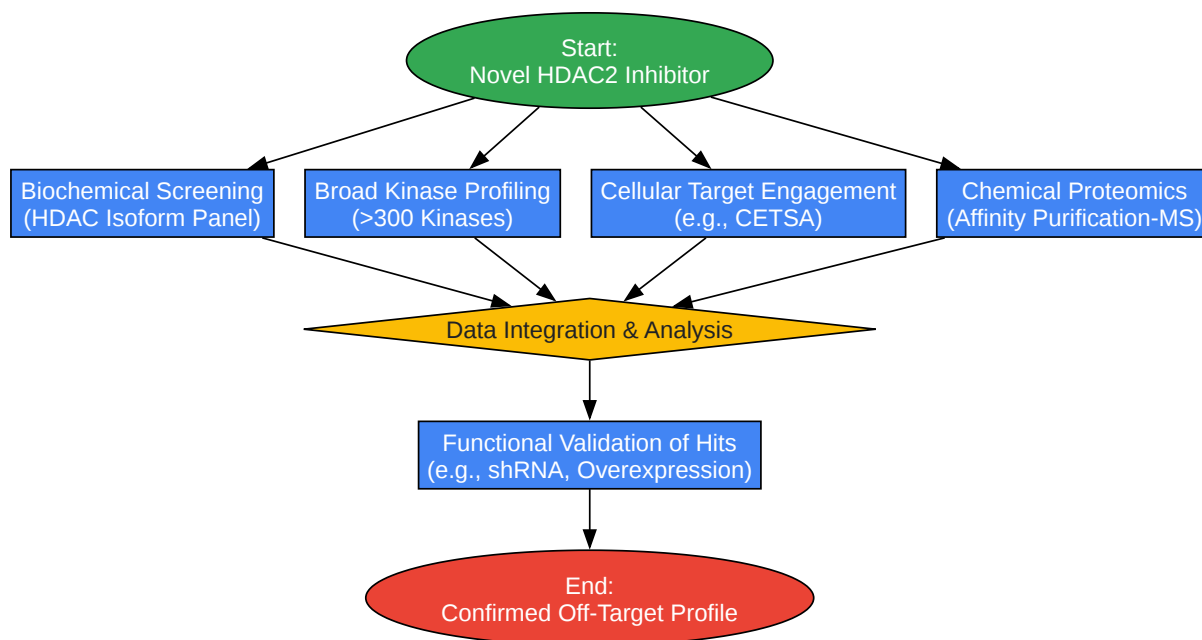 Start:
Novel HDAC2 Inhibitor
Biochemical Screening
(HDAC Isoform Panel)
Broad Kinase Profiling
(>300 Kinases)
Cellular Target Engagement
(e.g., CETSA)
Chemical Proteomics
(Affinity Purification-MS)
Data Integration & Analysis
Functional Validation of Hits
(e.g., shRNA, Overexpression)
End:
Confirmed Off-Target Profile